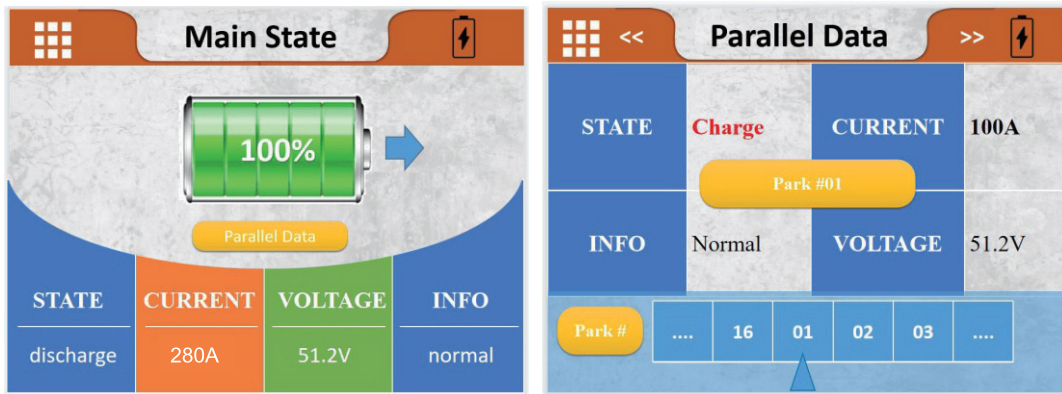 Main State
100%
Parallel Data
STATE CURRENT VOLTAGE INFO
discharge 280A 51.2V normal
<< Parallel Data >>
STATE Charge CURRENT 100A
Park #01
INFO Normal VOLTAGE 51.2V
Park # .... 16 01 02 03 ....